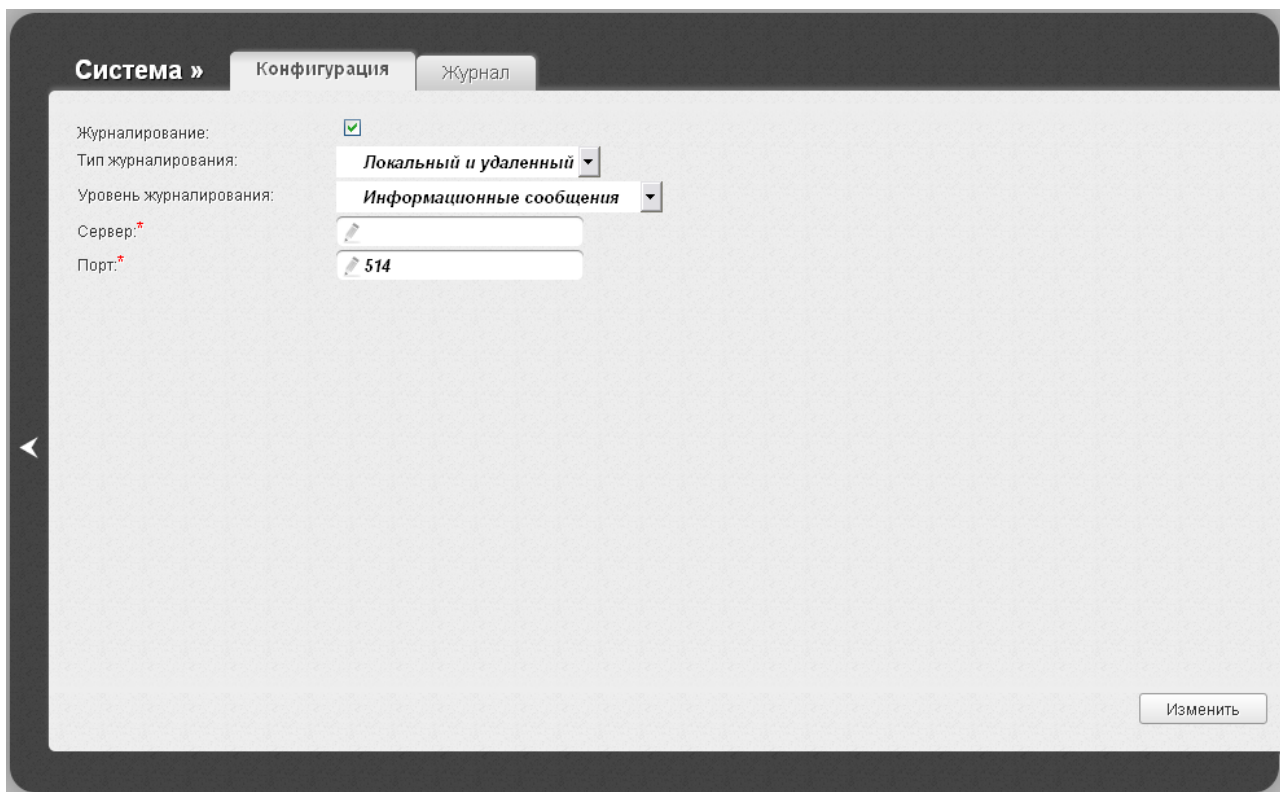 Система »
Конфигурация
Журнал
Журналирование:
Тип журналирования: Локальный и удаленный
Уровень журналирования: Информационные сообщения
Сервер:*
Порт:* 514
Изменить